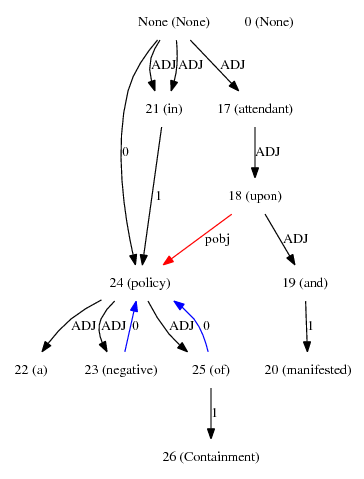 None (None) 0 (None)
ADJ ADJ ADJ
21 (in) 17 (attendant)
0 ADJ
1 18 (upon)
pobj ADJ
24 (policy) 19 (and)
ADJ ADJ 0 ADJ 0 1
22 (a) 23 (negative) 25 (of) 20 (manifested)
1
26 (Containment)